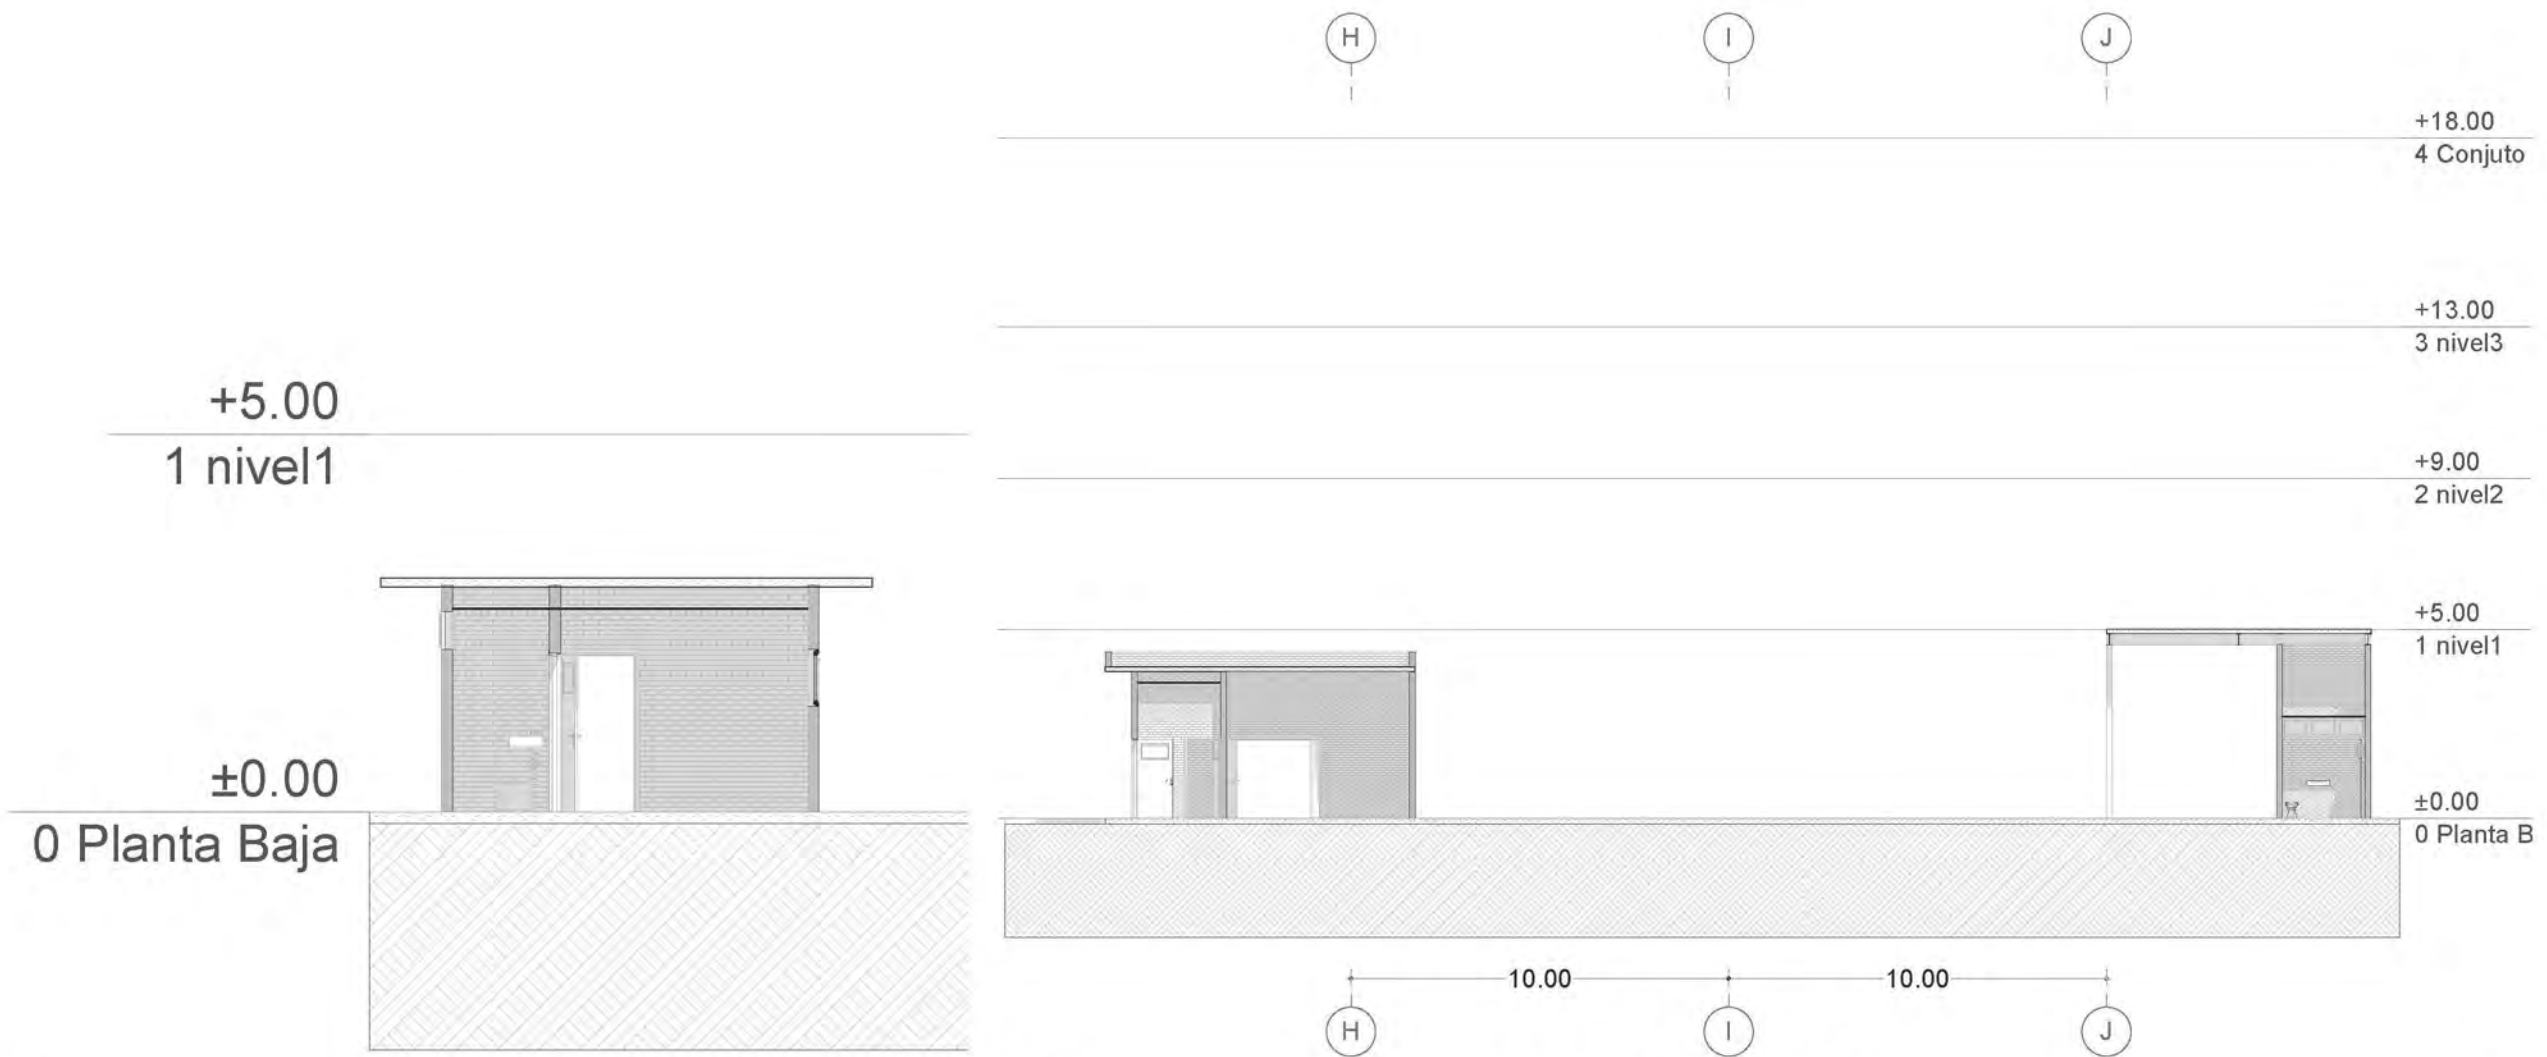 H
I
J
+18.00
4 Conjuto
+13.00
3 nivel3
+5.00
1 nivel1
+9.00
2 nivel2
+5.00
1 nivel1
±0.00
0 Planta Baja
±0.00
0 Planta B
10.00
10.00
H
I
J